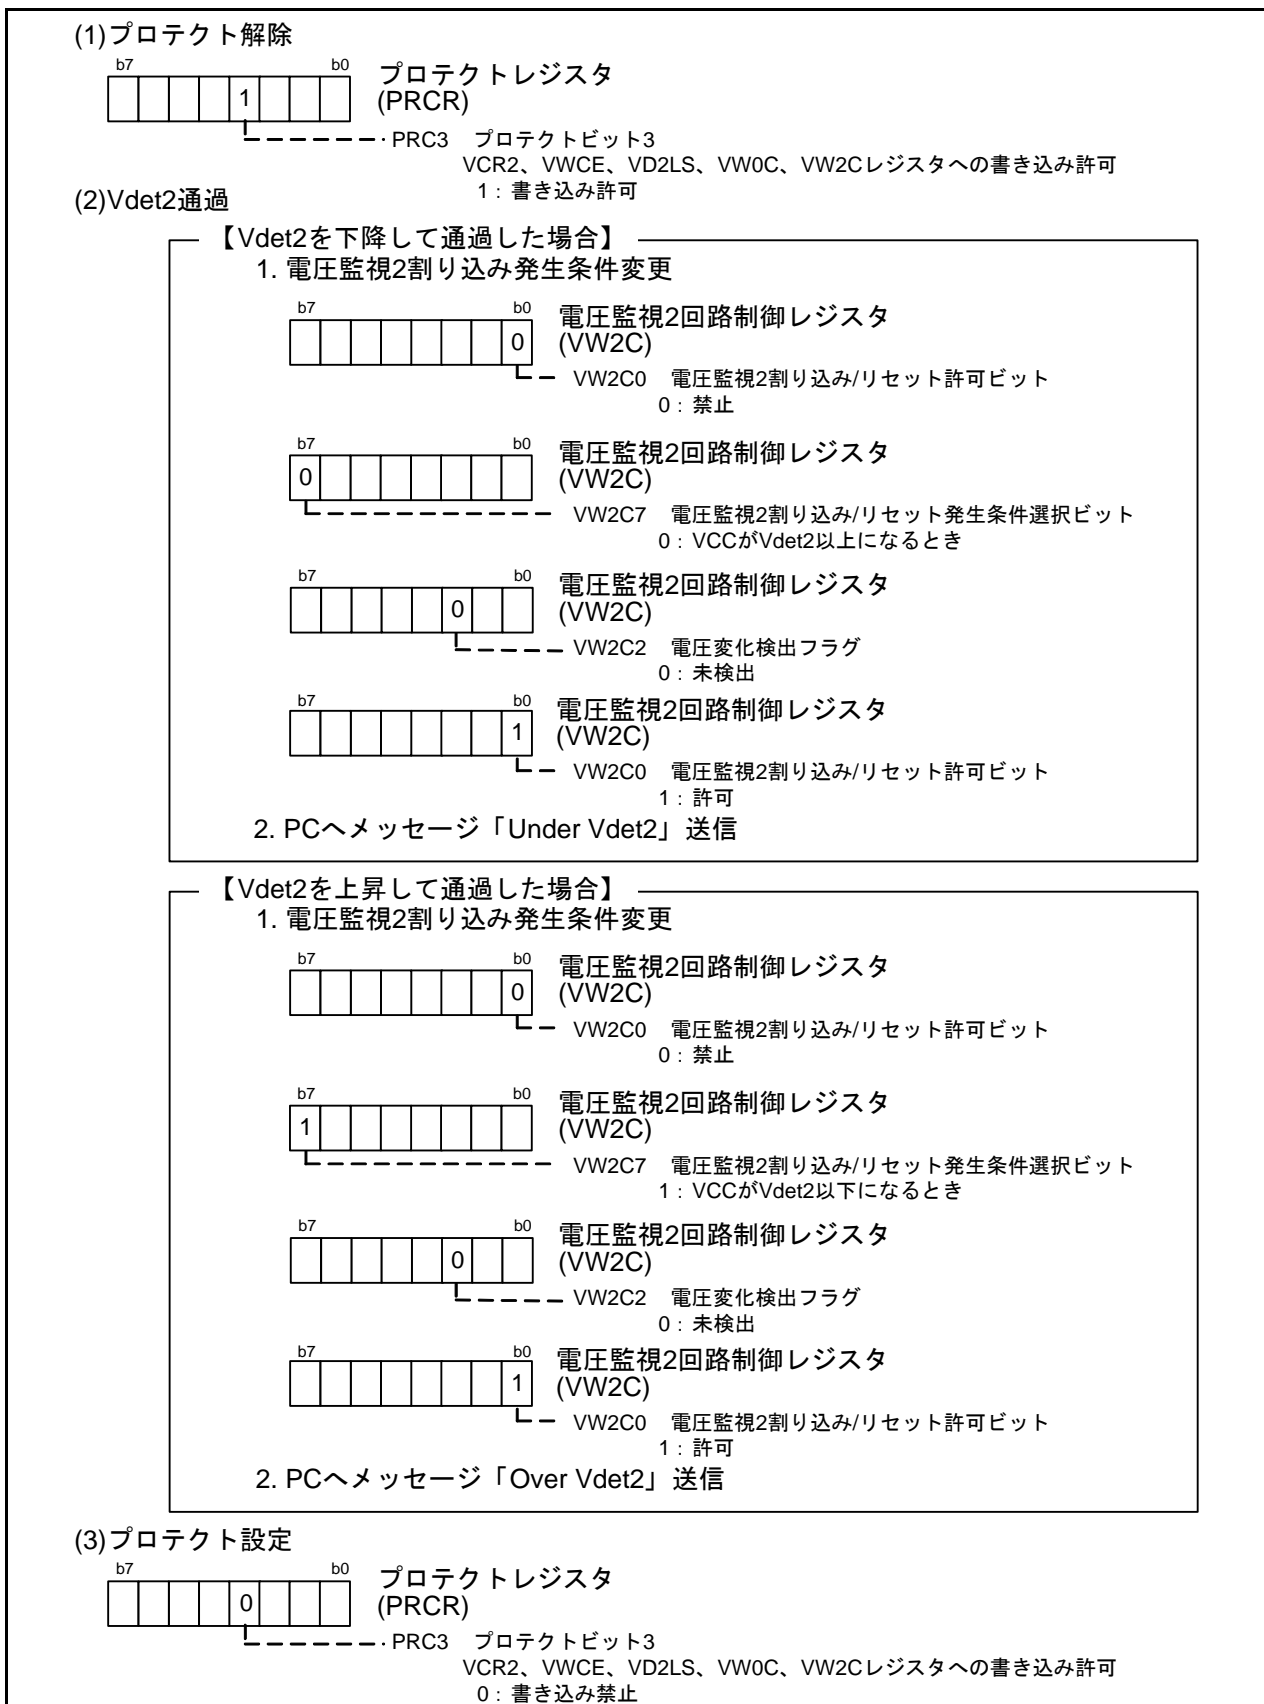 (1)プロテクト解除
b7 b0
プロテクトレジスタ
1
(PRCR)
PRC3 プロテクトビット3
VCR2、VWCE、VD2LS、VW0C、VW2Cレジスタへの書き込み許可
1：書き込み許可
(2)Vdet2通過
【Vdet2を下降して通過した場合】
1. 電圧監視2割り込み発生条件変更
b7 b0
電圧監視2回路制御レジスタ
0
(VW2C)
VW2C0 電圧監視2割り込み/リセット許可ビット
0：禁止
b7 b0
電圧監視2回路制御レジスタ
0
(VW2C)
VW2C7 電圧監視2割り込み/リセット発生条件選択ビット
0：VCCがVdet2以上になるとき
b7 b0
電圧監視2回路制御レジスタ
0
(VW2C)
VW2C2 電圧変化検出フラグ
0：未検出
b7 b0
電圧監視2回路制御レジスタ
1
(VW2C)
VW2C0 電圧監視2割り込み/リセット許可ビット
1：許可
2. PCへメッセージ「Under Vdet2」送信
【Vdet2を上昇して通過した場合】
1. 電圧監視2割り込み発生条件変更
b7 b0
電圧監視2回路制御レジスタ
0
(VW2C)
VW2C0 電圧監視2割り込み/リセット許可ビット
0：禁止
b7 b0
電圧監視2回路制御レジスタ
1
(VW2C)
VW2C7 電圧監視2割り込み/リセット発生条件選択ビット
1：VCCがVdet2以下になるとき
b7 b0
電圧監視2回路制御レジスタ
0
(VW2C)
VW2C2 電圧変化検出フラグ
0：未検出
b7 b0
電圧監視2回路制御レジスタ
1
(VW2C)
VW2C0 電圧監視2割り込み/リセット許可ビット
1：許可
2. PCへメッセージ「Over Vdet2」送信
(3)プロテクト設定
b7 b0
プロテクトレジスタ
0
(PRCR)
PRC3 プロテクトビット3
VCR2、VWCE、VD2LS、VW0C、VW2Cレジスタへの書き込み許可
0：書き込み禁止